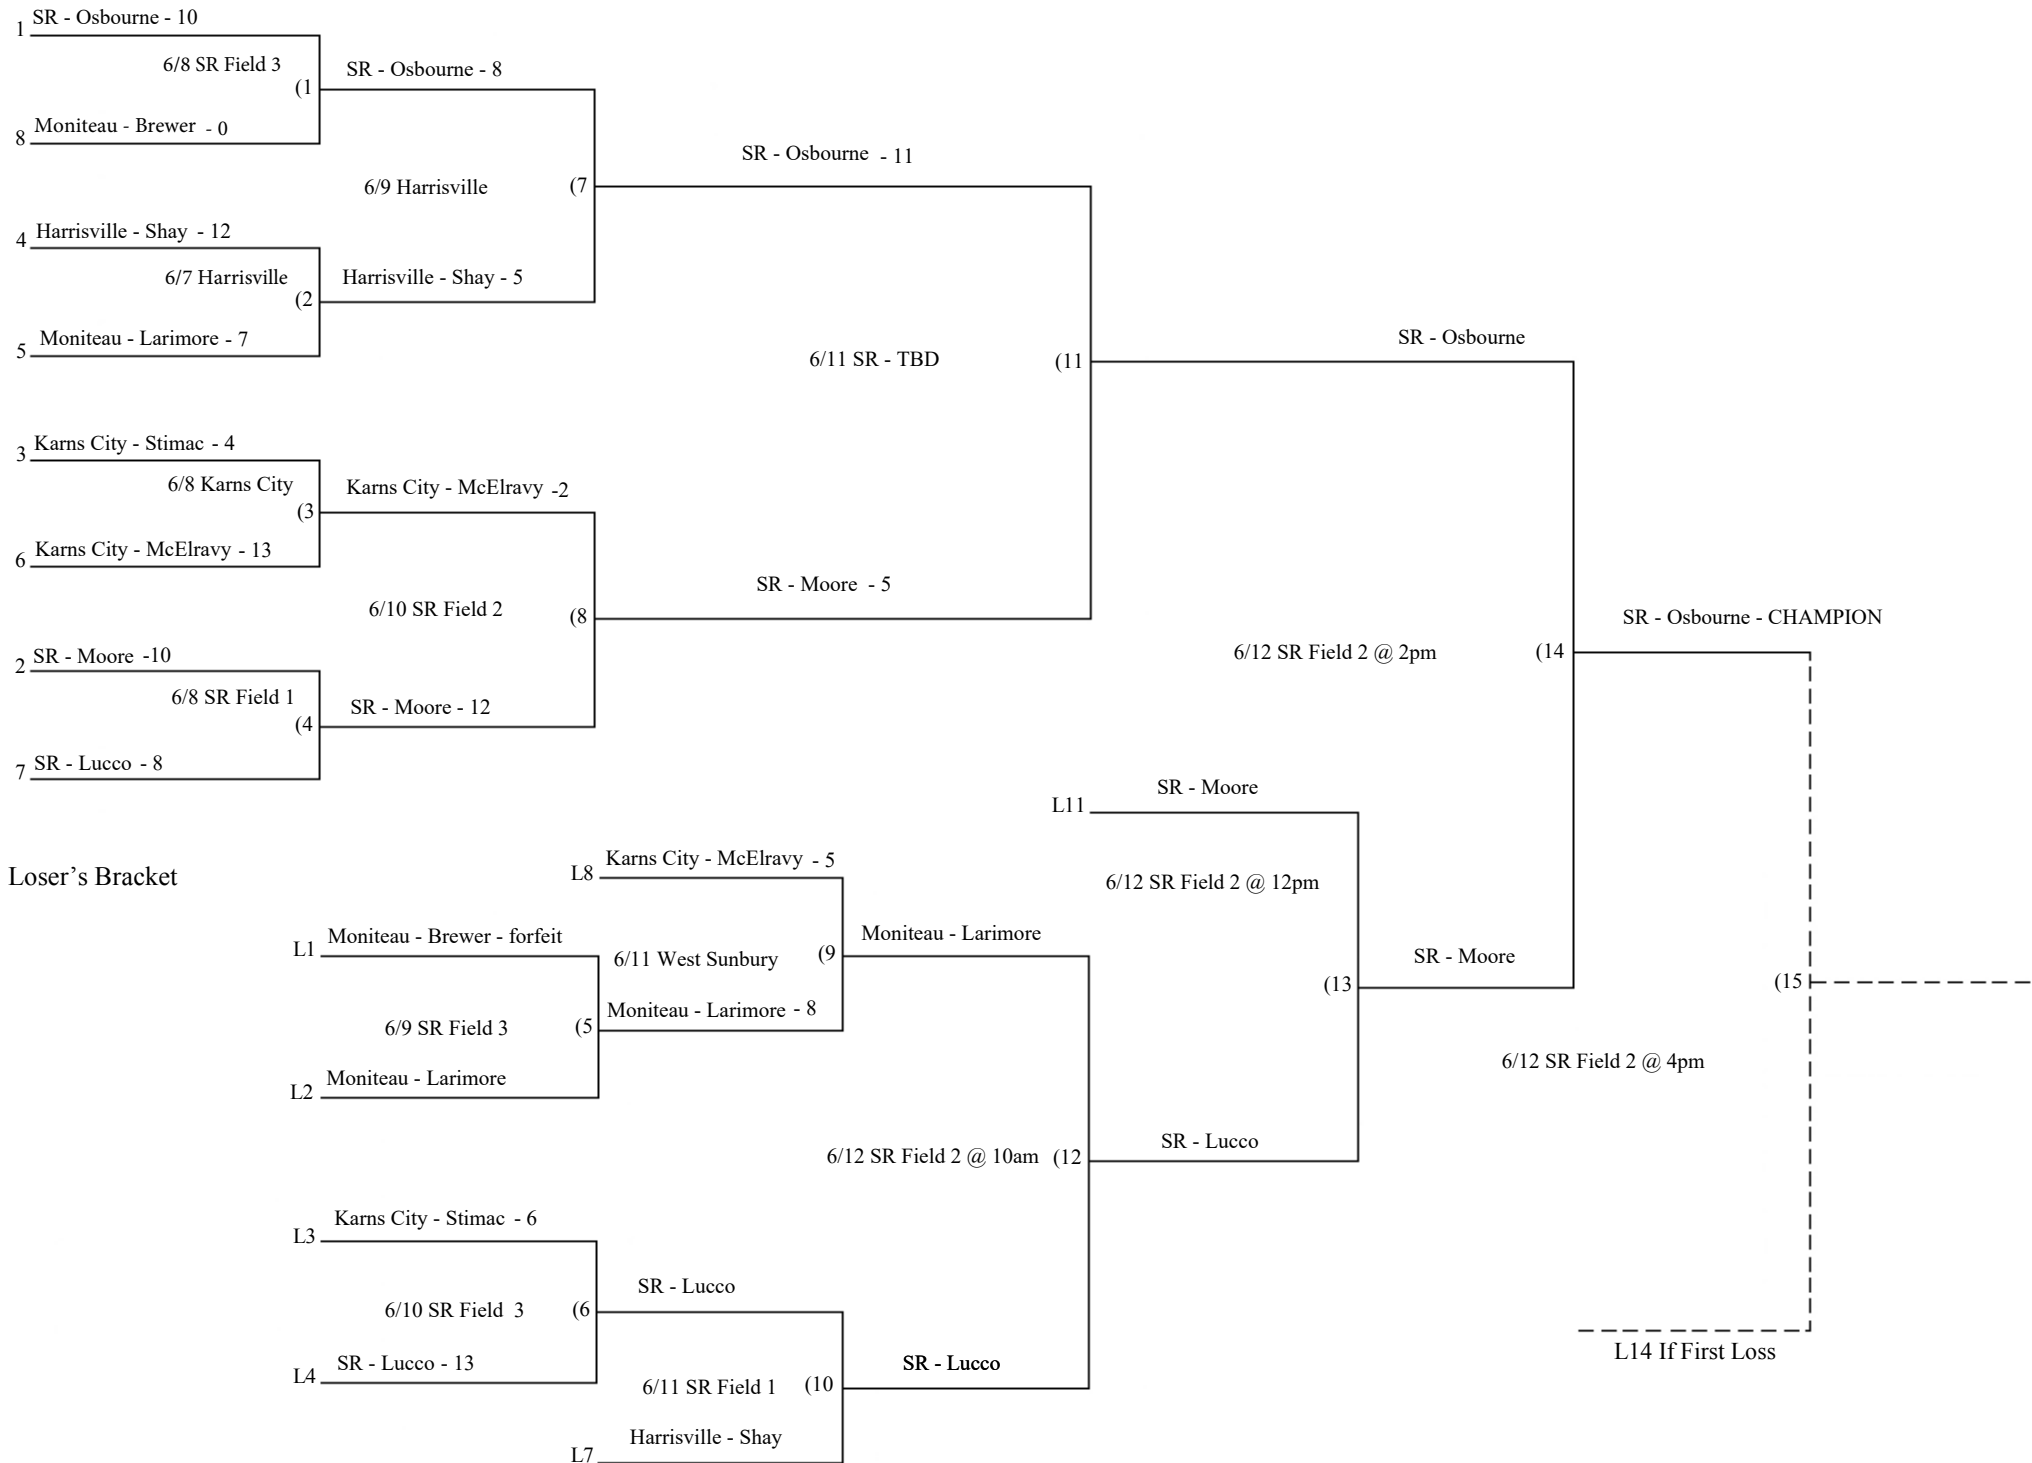 SR - Osbourne - 10
1
6/8 SR Field 3
(1
SR - Osbourne - 8
Moniteau - Brewer - 0
8
6/9 Harrisville
(7
SR - Osbourne - 11
Harrisville - Shay - 12
4
6/7 Harrisville
(2
Harrisville - Shay - 5
Moniteau - Larimore - 7
5
6/11 SR - TBD
(11
SR - Osbourne
Karns City - Stimac - 4
3
6/8 Karns City
(3
Karns City - McElravy -2
Karns City - McElravy - 13
6
6/10 SR Field 2
(8
SR - Moore - 5
SR - Moore -10
2
6/8 SR Field 1
(4
SR - Moore - 12
SR - Lucco - 8
7
6/12 SR Field 2 @ 2pm
(14
SR - Osbourne - CHAMPION
L11
SR - Moore
Loser's Bracket
L8
Karns City - McElravy - 5
6/12 SR Field 2 @ 12pm
L1
Moniteau - Brewer - forfeit
6/11 West Sunbury
(9
Moniteau - Larimore
(13
SR - Moore
(15
6/9 SR Field 3
(5
Moniteau - Larimore - 8
6/12 SR Field 2 @ 4pm
L2
Moniteau - Larimore
6/12 SR Field 2 @ 10am
(12
SR - Lucco
L3
Karns City - Stimac - 6
6/10 SR Field 3
(6
SR - Lucco
L4
SR - Lucco - 13
6/11 SR Field 1
(10
SR - Lucco
L14 If First Loss
L7
Harrisville - Shay